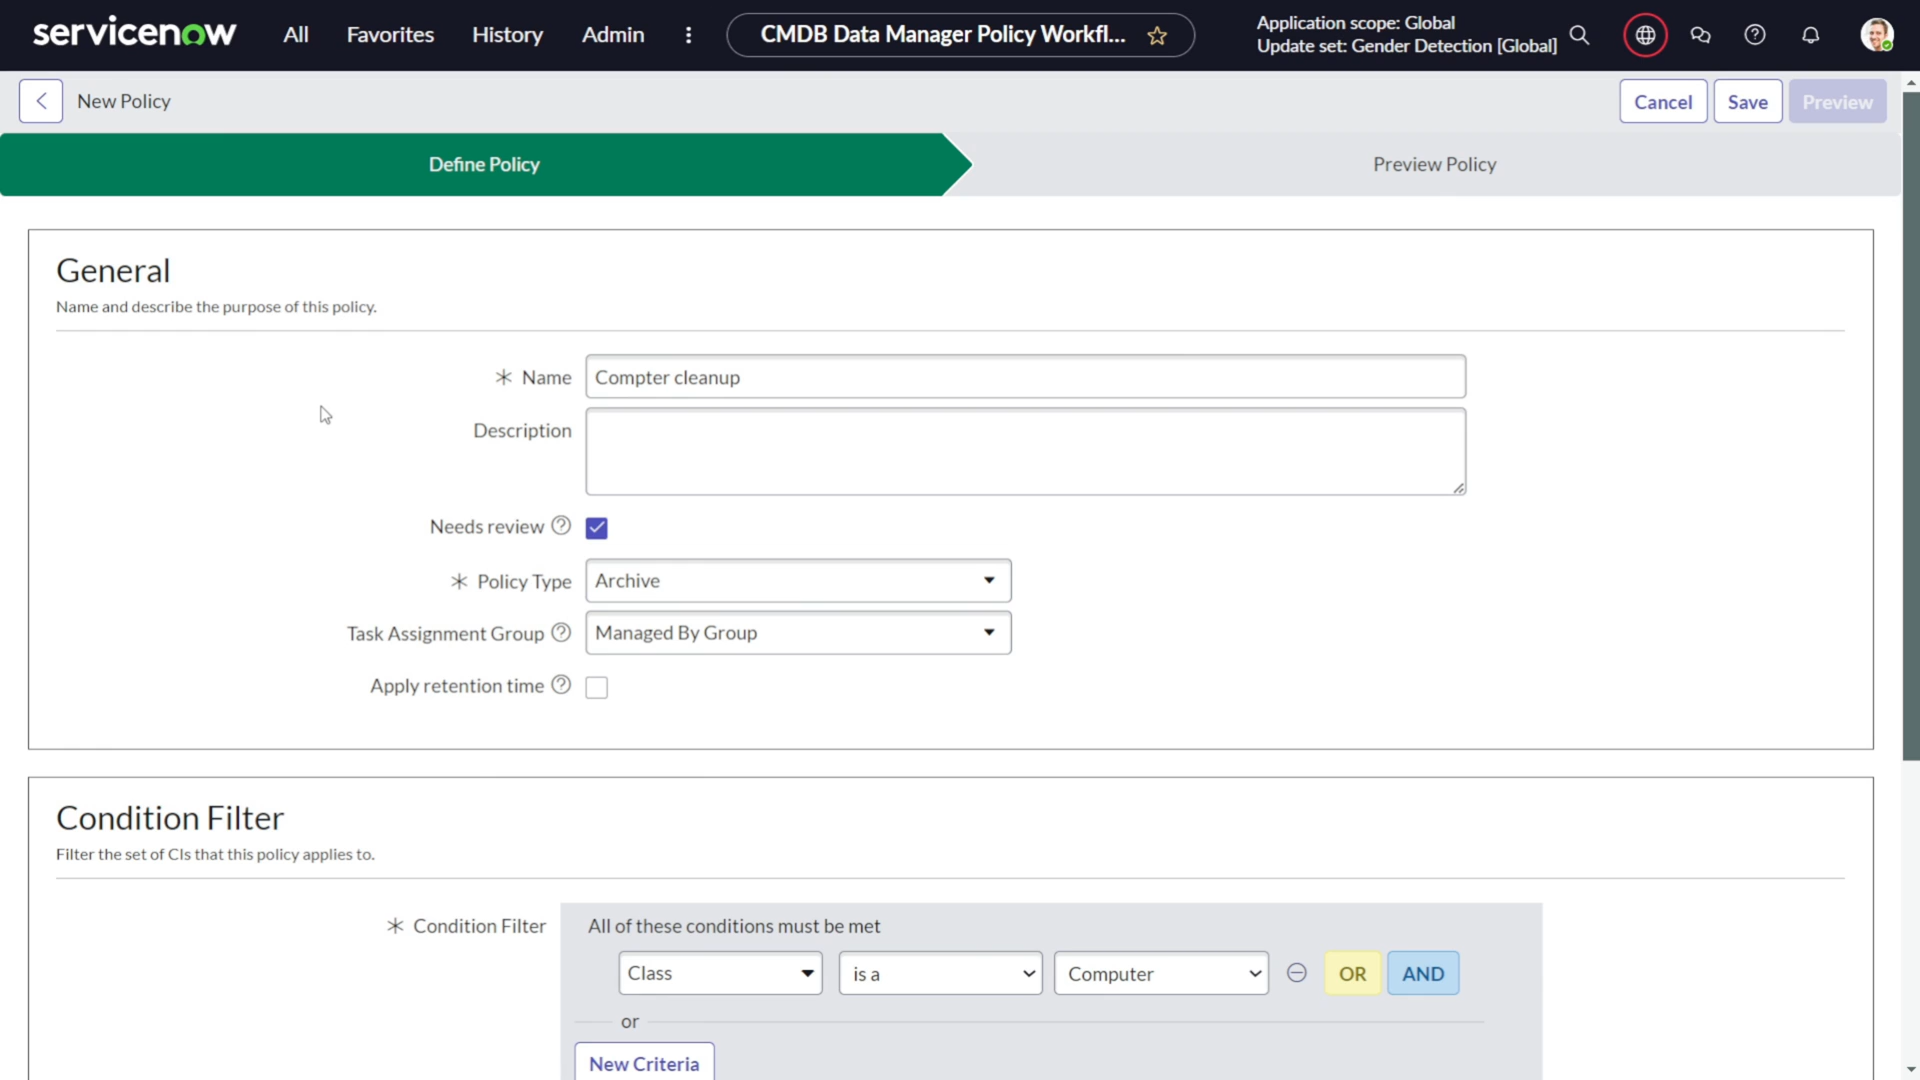 servicenow All Favorites History Admin CMDB Data Manager Policy Workfl...
Application scope: Global
Update set: Gender Detection [Global]
New Policy Cancel Save Preview
Define Policy Preview Policy
General
Name and describe the purpose of this policy.
Name Compter cleanup
Description
Needs review
Policy Type Archive
Task Assignment Group Managed By Group
Apply retention time
Condition Filter
Filter the set of CIs that this policy applies to.
Condition Filter All of these conditions must be met
Class is a Computer OR AND
or
New Criteria